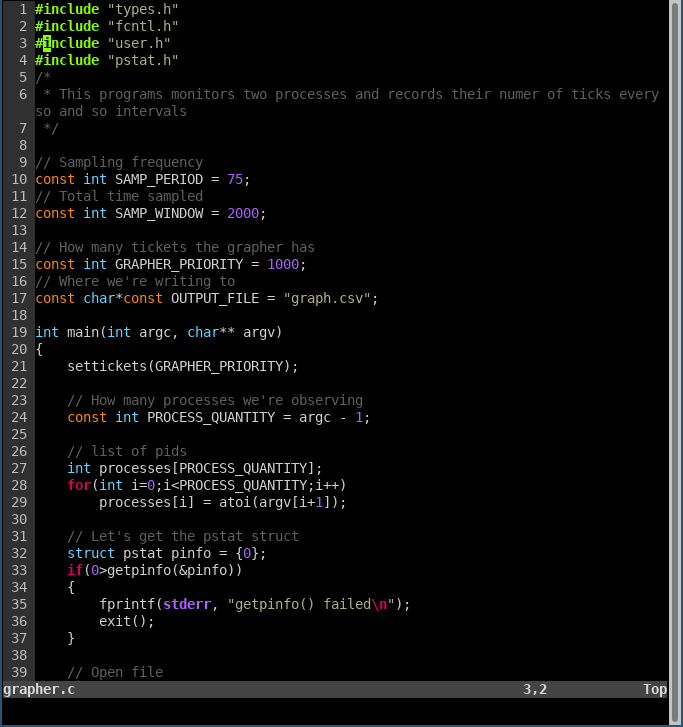 1 #include "types.h"
2 #include "fcntl.h"
3 #include "user.h"
4 #include "pstat.h"
5 /*
6  * This programs monitors two processes and records their numer of ticks every
so and so intervals
7  */
8
9 // Sampling frequency
10 const int SAMP_PERIOD = 75;
11 // Total time sampled
12 const int SAMP_WINDOW = 2000;
13
14 // How many tickets the grapher has
15 const int GRAPHER_PRIORITY = 1000;
16 // Where we're writing to
17 const char*const OUTPUT_FILE = "graph.csv";
18
19 int main(int argc, char** argv)
20 {
21     settickets(GRAPHER_PRIORITY);
22
23     // How many processes we're observing
24     const int PROCESS_QUANTITY = argc - 1;
25
26     // list of pids
27     int processes[PROCESS_QUANTITY];
28     for(int i=0;i<PROCESS_QUANTITY;i++)
29         processes[i] = atoi(argv[i+1]);
30
31     // Let's get the pstat struct
32     struct pstat pinfo = {0};
33     if(0>getpinfo(&pinfo))
34     {
35         fprintf(stderr, "getpinfo() failed\n");
36         exit();
37     }
38
39     // Open file
grapher.c 3,2 Top